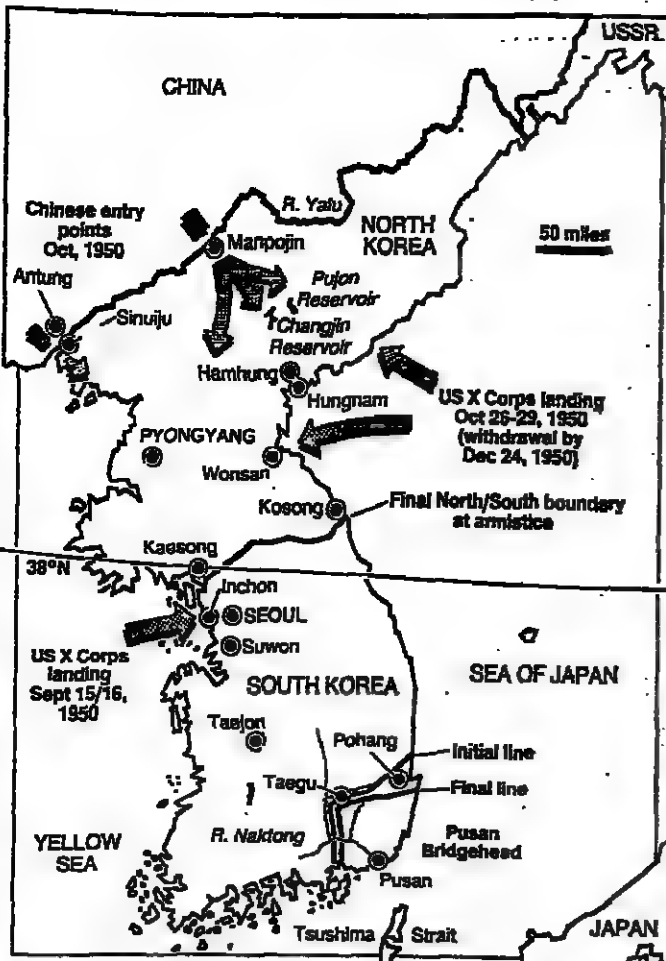 USSR
CHINA
R. Yalu
Chinese entry
points
Oct, 1950
NORTH
KOREA
50 miles
Manpojin
Antung
Sinuiju
Pujon
Reservoir
Changjin
Reservoir
Hamhung
Hungnam
US X Corps landing
Oct 26-29, 1950
(withdrawal by
Dec 24, 1950)
PYONGYANG
Wonsan
Kosong
Final North/South boundary
at armistice
Kaesong
38°N
Inchon
SEOUL
Suwon
US X Corps
landing
Sept 15/16,
1950
SEA OF JAPAN
SOUTH KOREA
Taejon
Pohang
Initial line
Taegu
Final line
R. Naktong
Pusan
Bridgehead
YELLOW
SEA
Pusan
Tsushima Strait
JAPAN